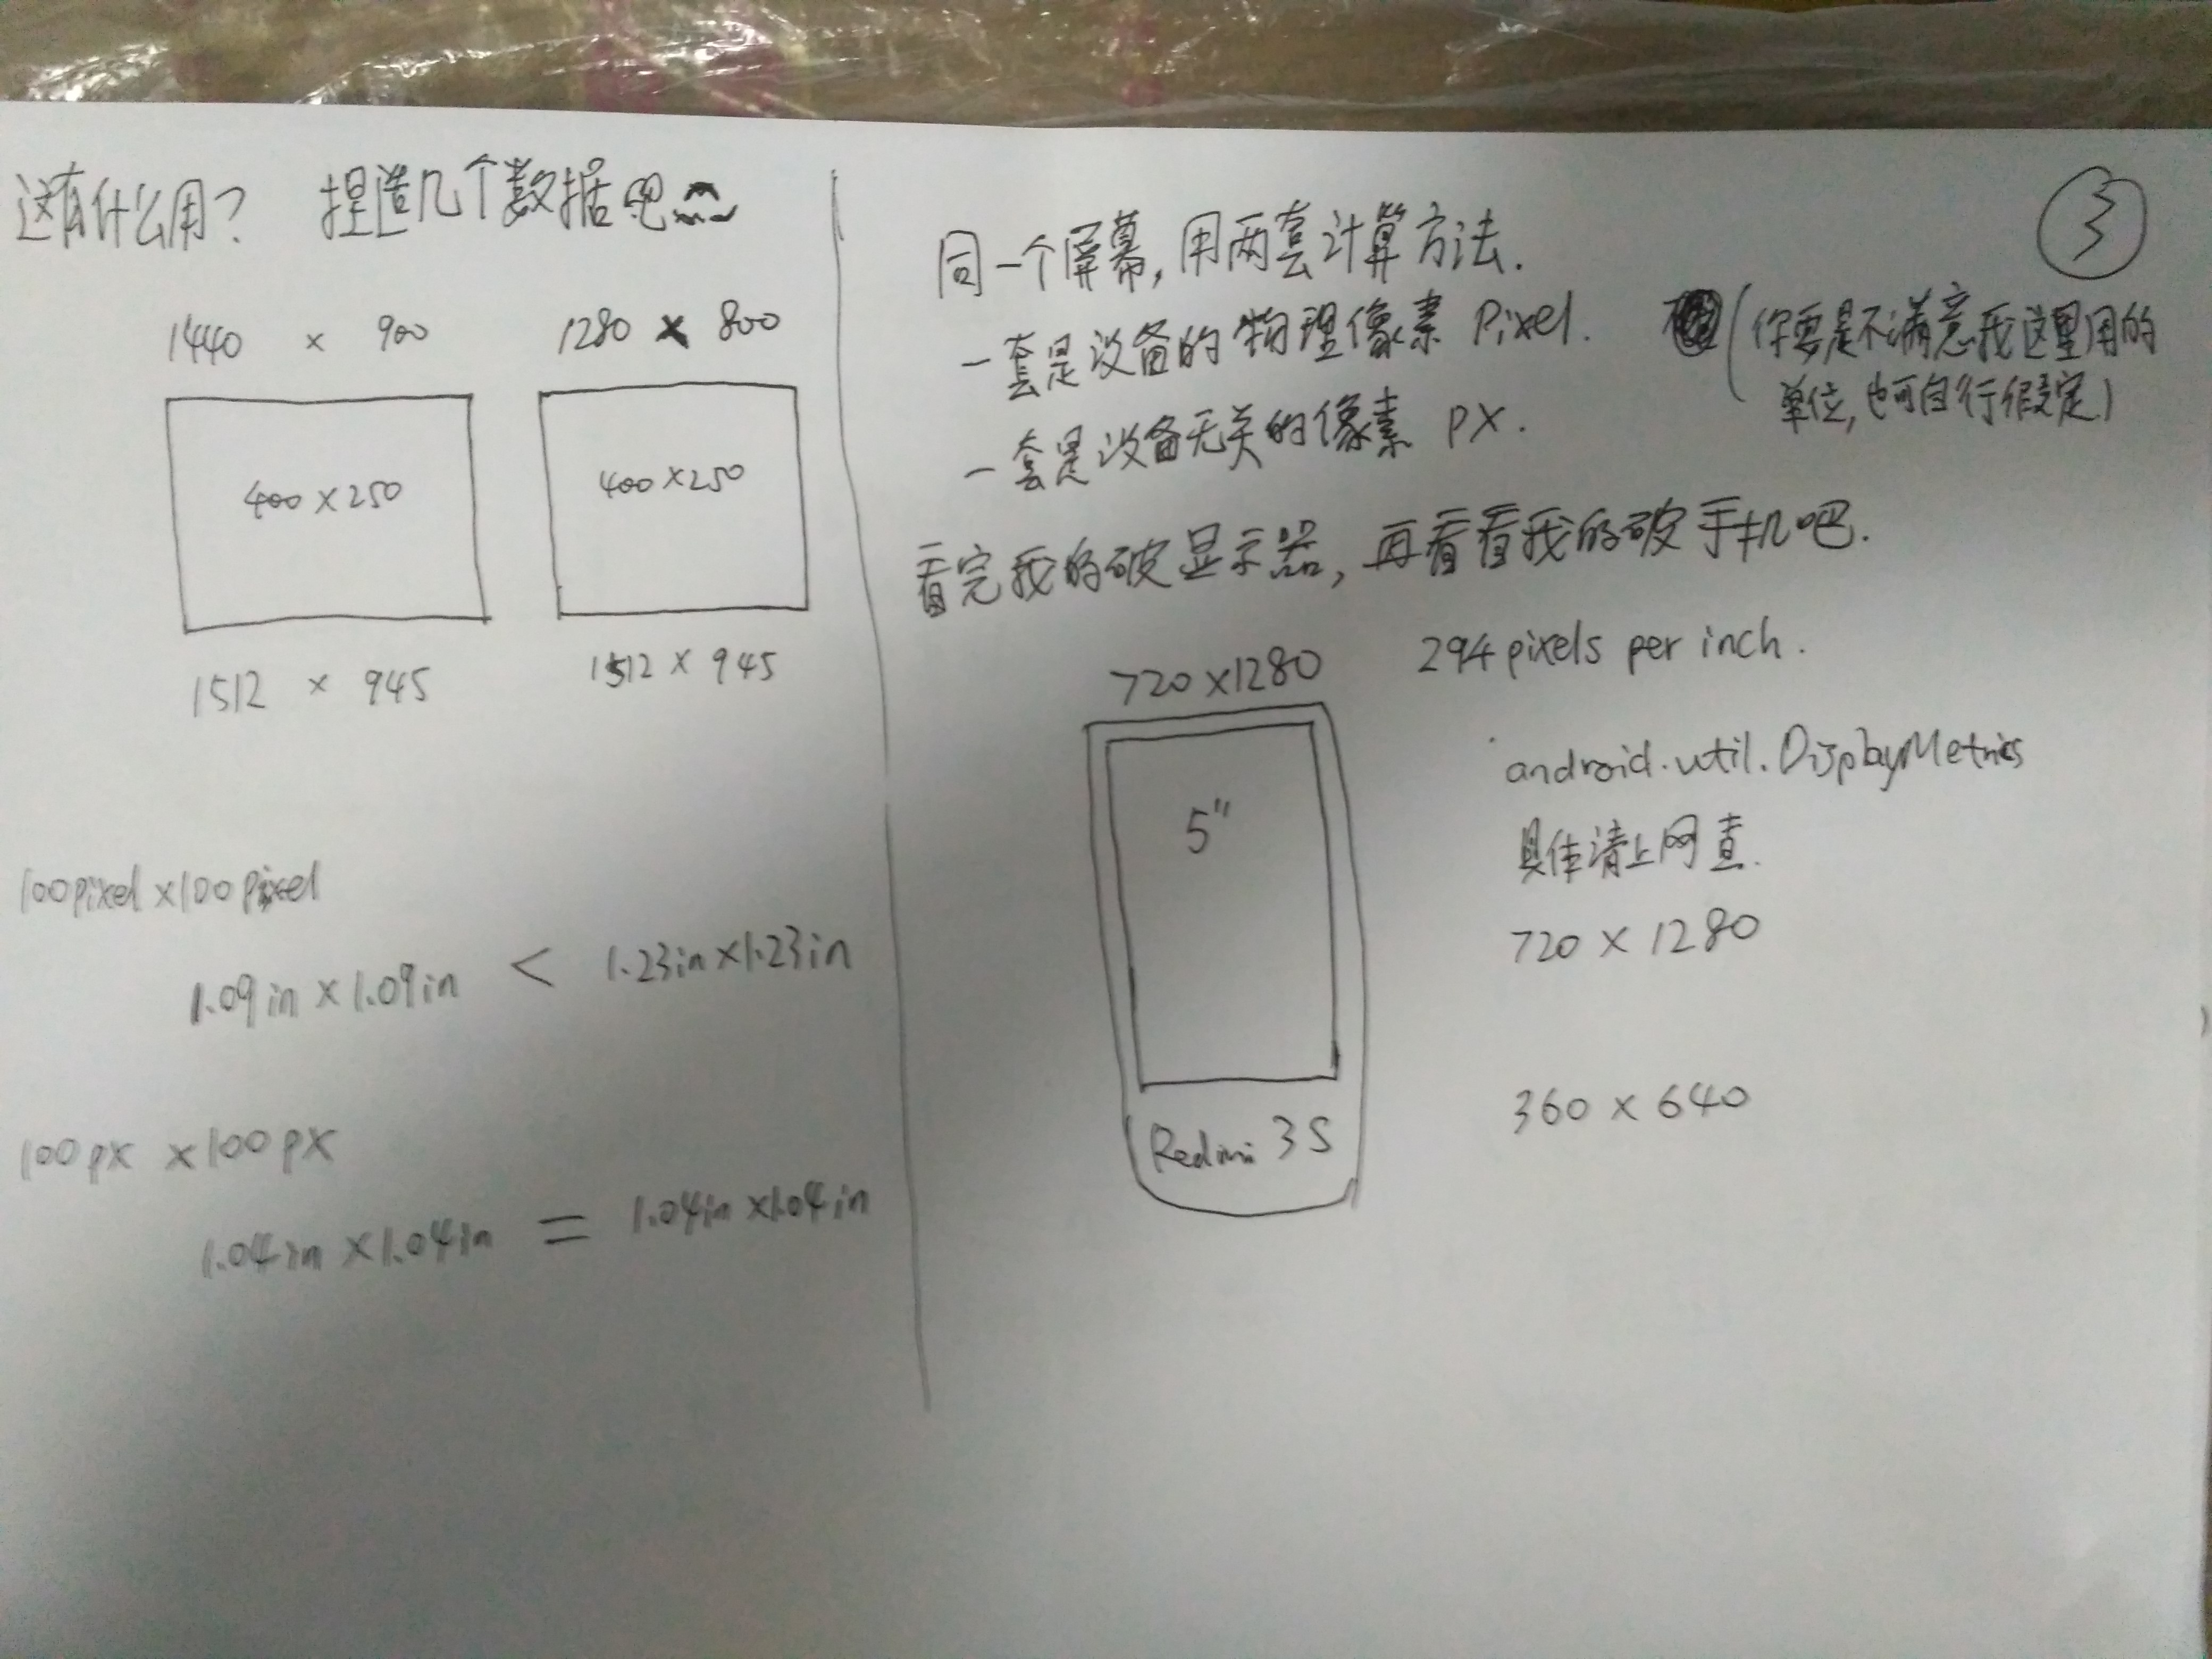 这有什么用? 捏造几个数据吧
1440 × 900
1280 × 800
400×250
400×250
1512 × 945
1512 × 945
100pixel×100pixel
1.09in×1.09in < 1.23in×1.23in
100px ×100px
1.04in×1.04in = 1.04in×1.04in
③
同一个屏幕,用两套计算方法.
一套是设备的物理像素 Pixel.
(你要是不满意我这里用的
单位,也可自行假定)
一套是设备无关的像素 px.
看完我的破显示器,再看看我的破手机吧.
720×1280
294 pixels per inch.
5"
Redmi 3S
android.util.DisplayMetrics
具体请上网查.
720 × 1280
360 × 640